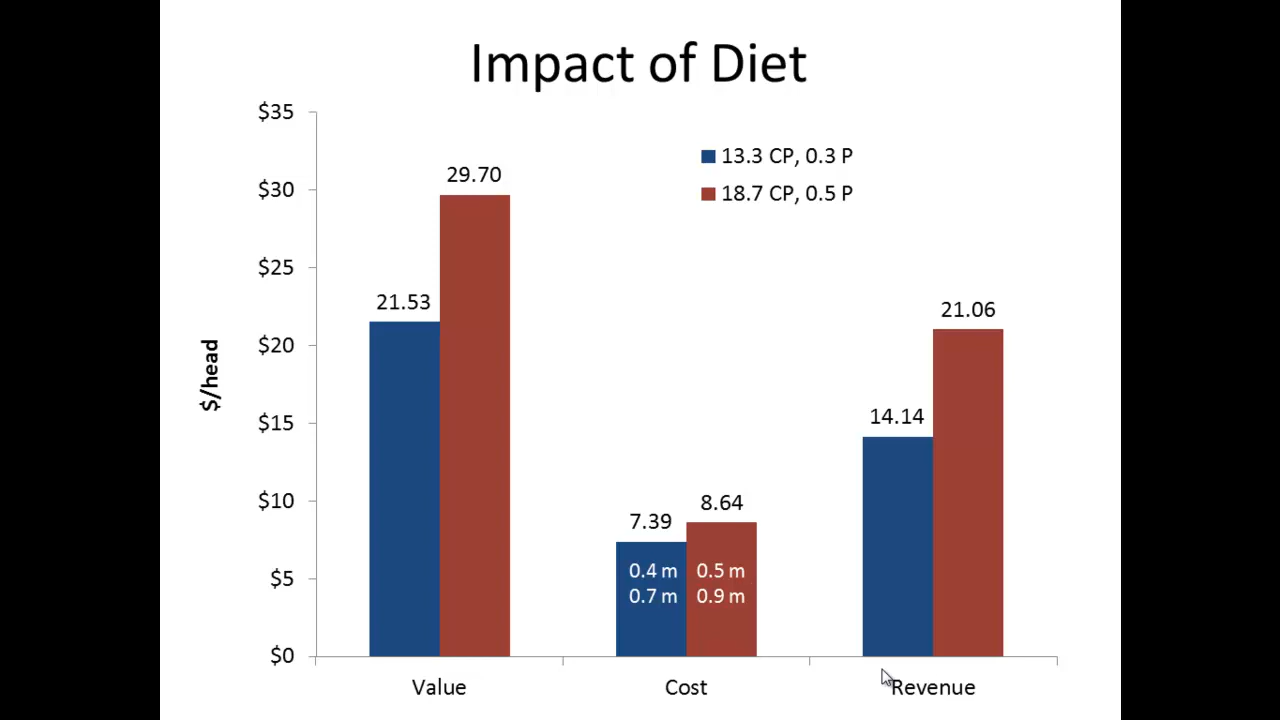 Impact of Diet
$35
$30
$25
$20
$15
$10
$5
$0
$/head
13.3 CP, 0.3 P
18.7 CP, 0.5 P
21.53
29.70
7.39
8.64
0.4 m
0.7 m
0.5 m
0.9 m
14.14
21.06
Value
Cost
Revenue